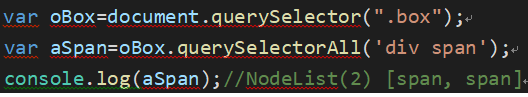 var oBox=document.querySelector(".box");
var aSpan=oBox.querySelectorAll('div span');
console.log(aSpan);//NodeList(2) [span, span]